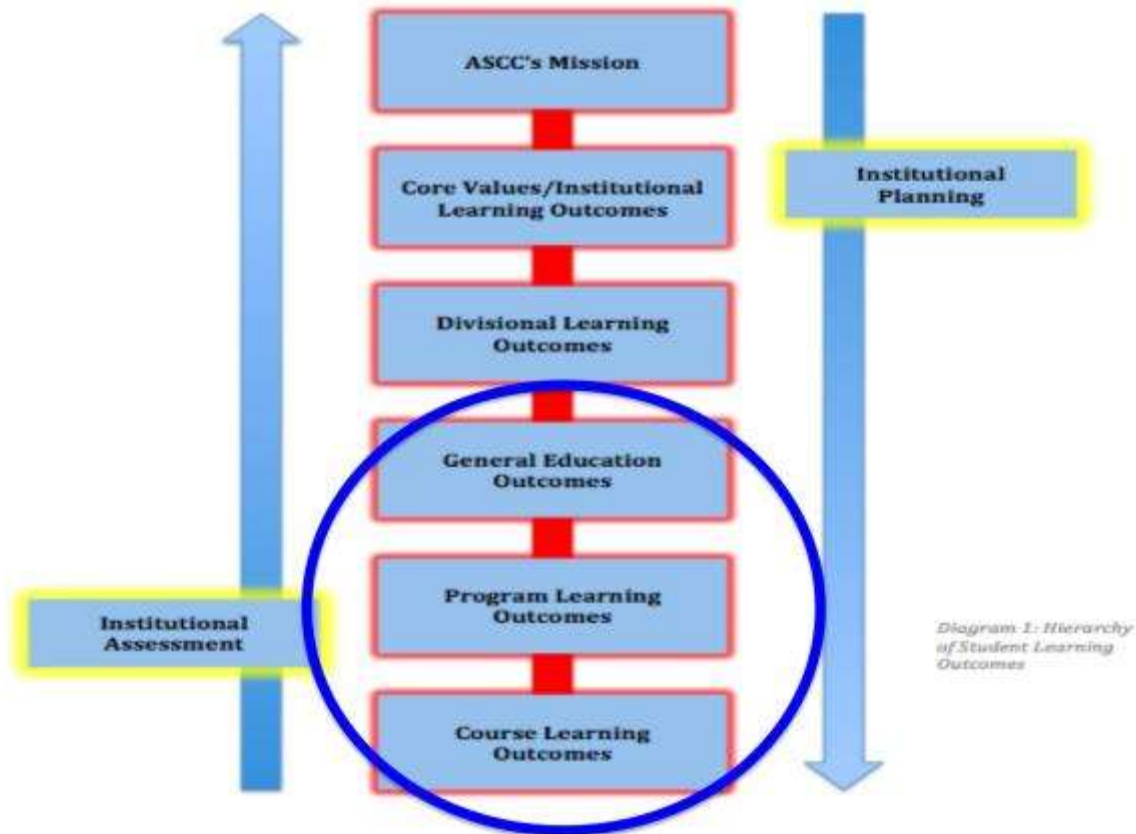 ASCC's Mission
Core Values/Institutional
Learning Outcomes
Institutional
Planning
Divisional Learning
Outcomes
General Education
Outcomes
Program Learning
Outcomes
Institutional
Assessment
Diagram 1: Hierarchy
of Student Learning
Outcomes
Course Learning
Outcomes